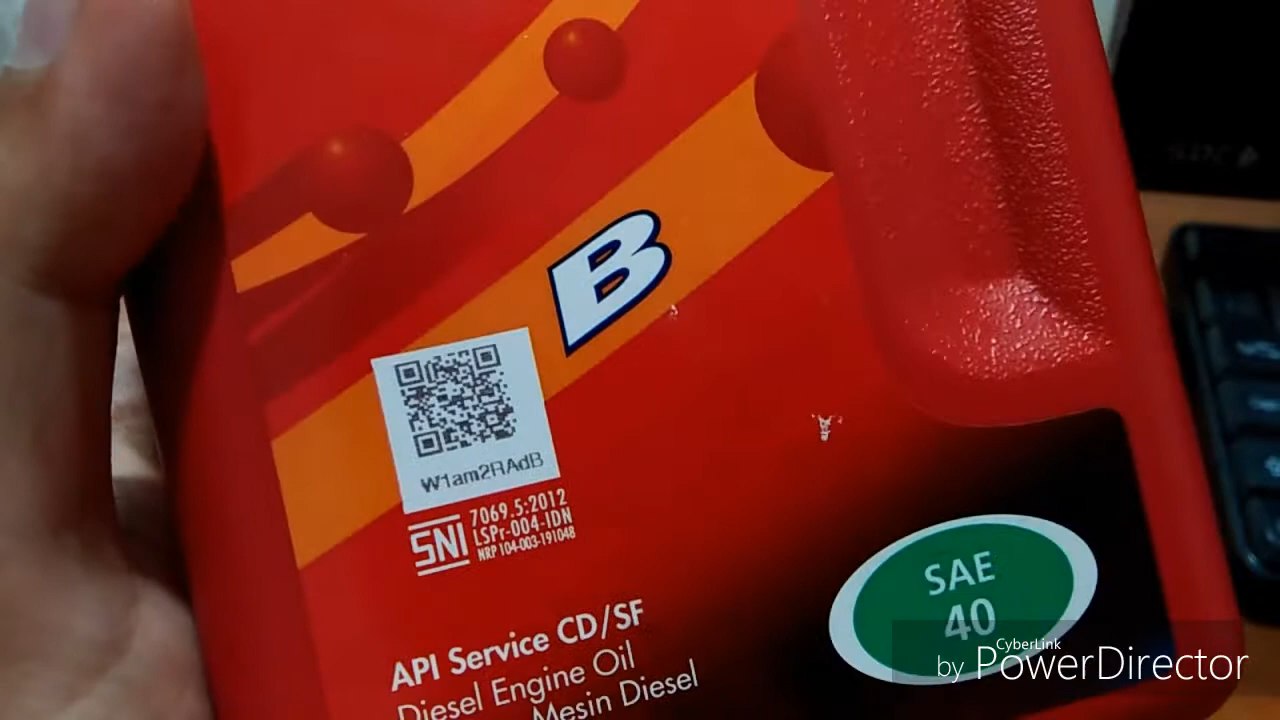 B
W1am2RAdB
SNI
7069.5:2012
LSPr-004-IDN
NRP 104-003-191048
API Service CD/SF
Diesel Engine Oil
Mesin Diesel
SAE
40
CyberLink
by PowerDirector